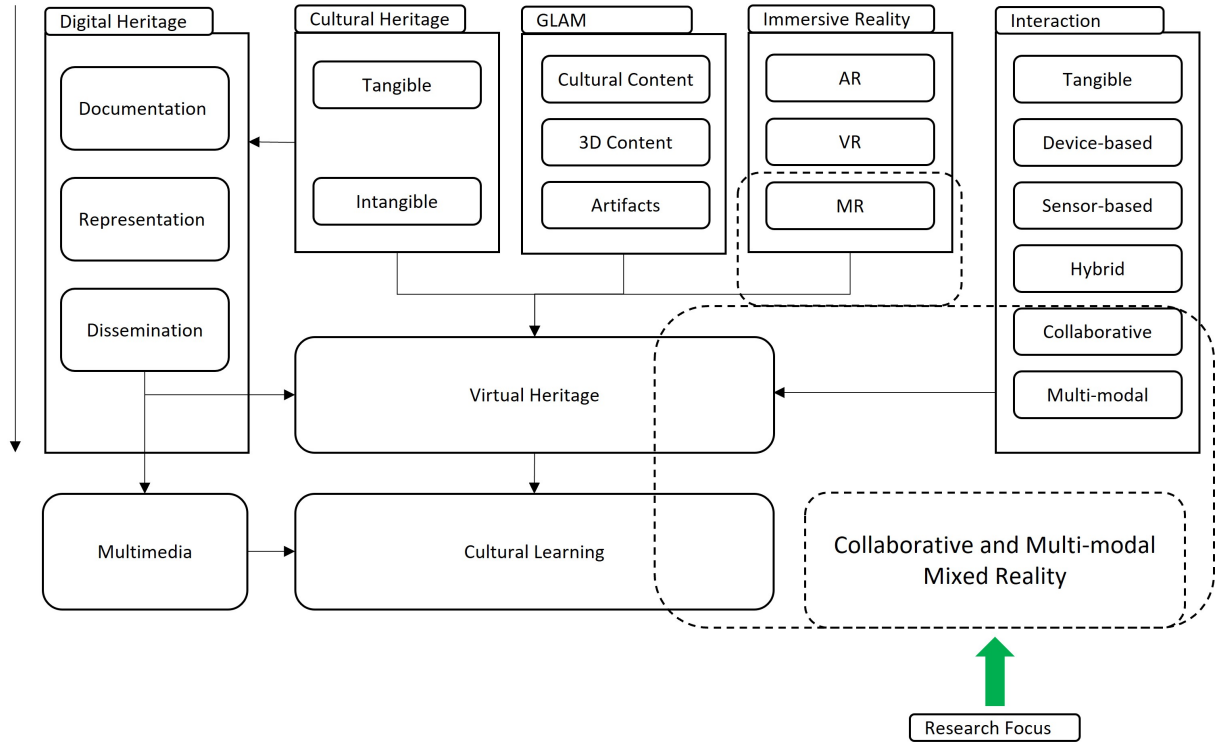 Digital Heritage
Documentation
Representation
Dissemination
Cultural Heritage
Tangible
Intangible
GLAM
Cultural Content
3D Content
Artifacts
Immersive Reality
AR
VR
MR
Interaction
Tangible
Device-based
Sensor-based
Hybrid
Collaborative
Multi-modal
Virtual Heritage
Multimedia
Cultural Learning
Collaborative and Multi-modal
Mixed Reality
Research Focus